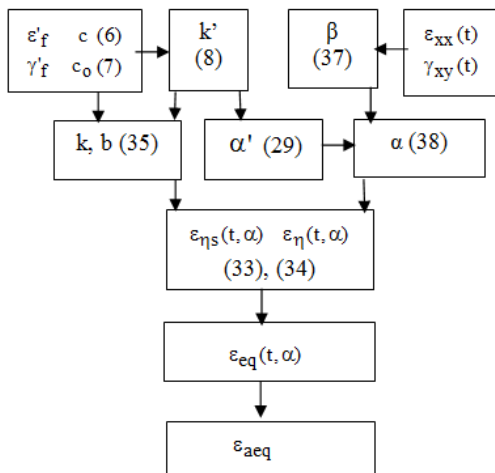 ε'f c (6)
γ'f co (7)
k’
(8)
β
(37)
εxx(t)
γxy(t)
k, b (35)
α' (29)
α (38)
εηs(t, α) εη(t, α)
(33), (34)
εeq(t, α)
εaeq